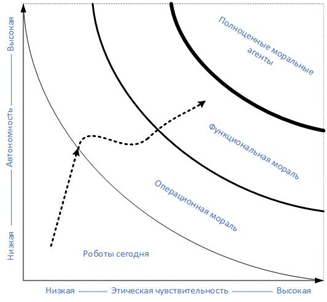 Полноценные моральные
агенты
Функциональная мораль
Операционная мораль
Роботы сегодня
Низкая Автономность Высокая
Низкая Этическая чувствительность Высокая